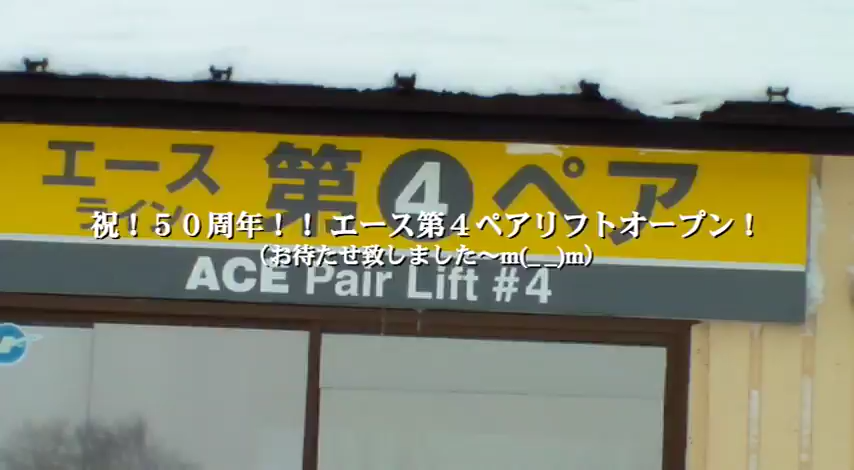 エース 第4ペア
ライン
祝！５０周年！！エース第４ペアリフトオープン！
（お待たせ致しました～m(_ _)m）
ACE Pair Lift #4